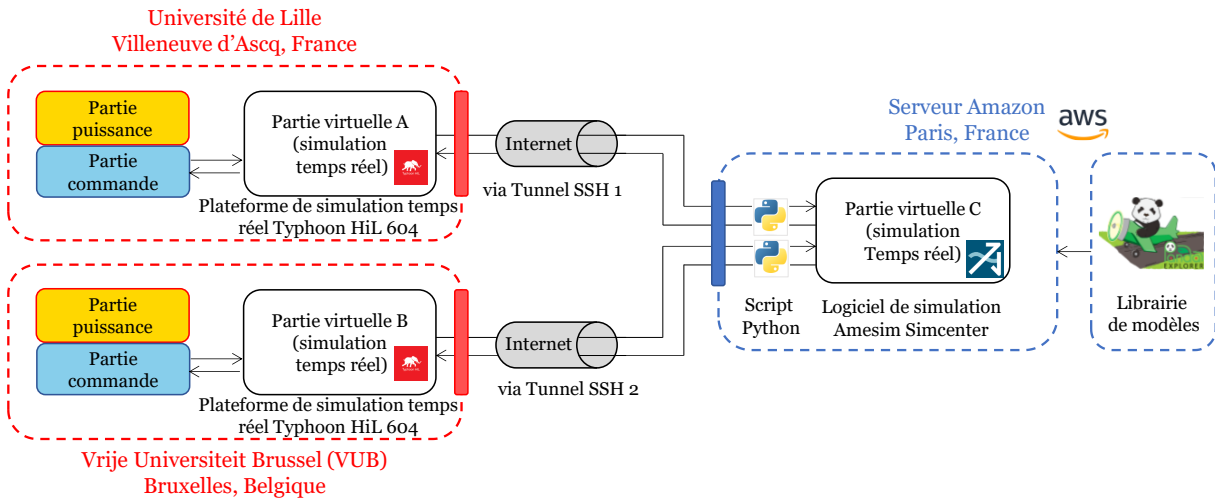 Université de Lille
Villeneuve d'Ascq, France
Partie
puissance
Partie
commande
Partie virtuelle A
(simulation
temps réel)
Plateforme de simulation temps
réel Typhoon HiL 604
Internet
via Tunnel SSH 1
Partie
puissance
Partie
commande
Partie virtuelle B
(simulation
temps réel)
Plateforme de simulation temps
réel Typhoon HiL 604
Internet
via Tunnel SSH 2
Vrije Universiteit Brussel (VUB)
Bruxelles, Belgique
Serveur Amazon
Paris, France
aws
Script
Python
Partie virtuelle C
(simulation
Temps réel)
Logiciel de simulation
Amesim Simcenter
EXPLORER
Librairie
de modèles